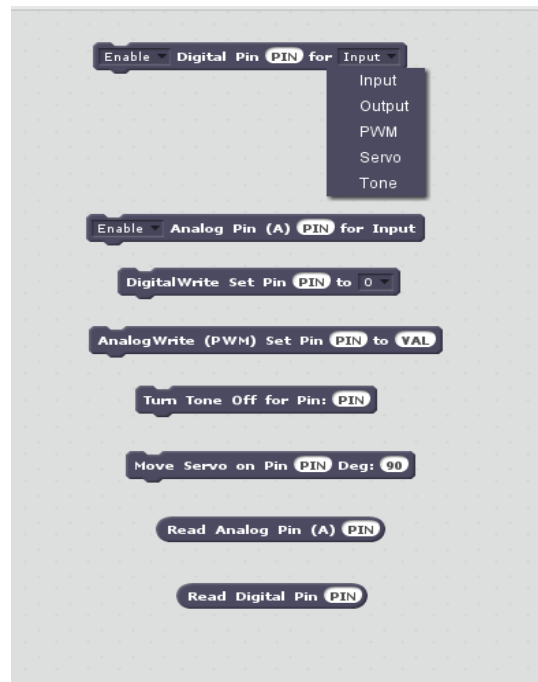 Enable Digital Pin PIN for Input
Input
Output
PWM
Servo
Tone
Enable Analog Pin (A) PIN for Input
DigitalWrite Set Pin PIN to 0
AnalogWrite (PWM) Set Pin PIN to VAL
Turn Tone Off for Pin: PIN
Move Servo on Pin PIN Deg: 90
Read Analog Pin (A) PIN
Read Digital Pin PIN